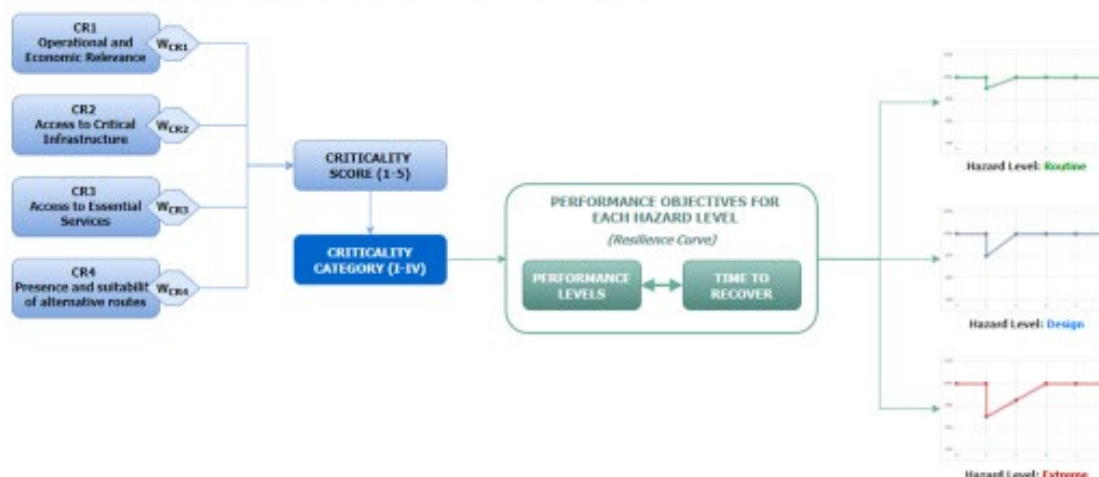 CR1
Operational and
Economic Relevance
WCR1
CR2
Access to Critical
Infrastructure
WCR2
CR3
Access to Essential
Services
WCR3
CR4
Presence and suitabilit
of alternative routes
WCR4
CRITICALITY
SCORE (1-5)
CRITICALITY
CATEGORY (I-IV)
PERFORMANCE OBJECTIVES FOR
EACH HAZARD LEVEL
(Resilience Curve)
PERFORMANCE
LEVELS
TIME TO
RECOVER
Hazard Level: Routine
Hazard Level: Design
Hazard Level: Extreme